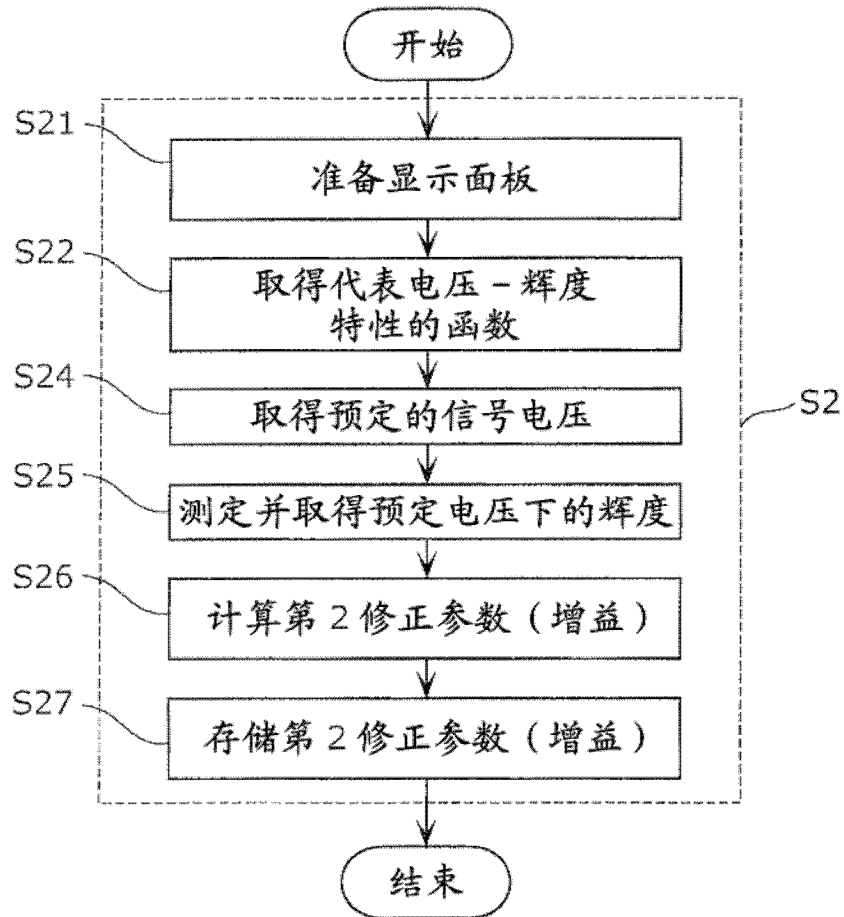 开始
S21
准备显示面板
S22
取得代表电压-辉度
特性的函数
S24
取得预定的信号电压
S2
S25
测定并取得预定电压下的辉度
S26
计算第2修正参数(增益)
S27
存储第2修正参数(增益)
结束